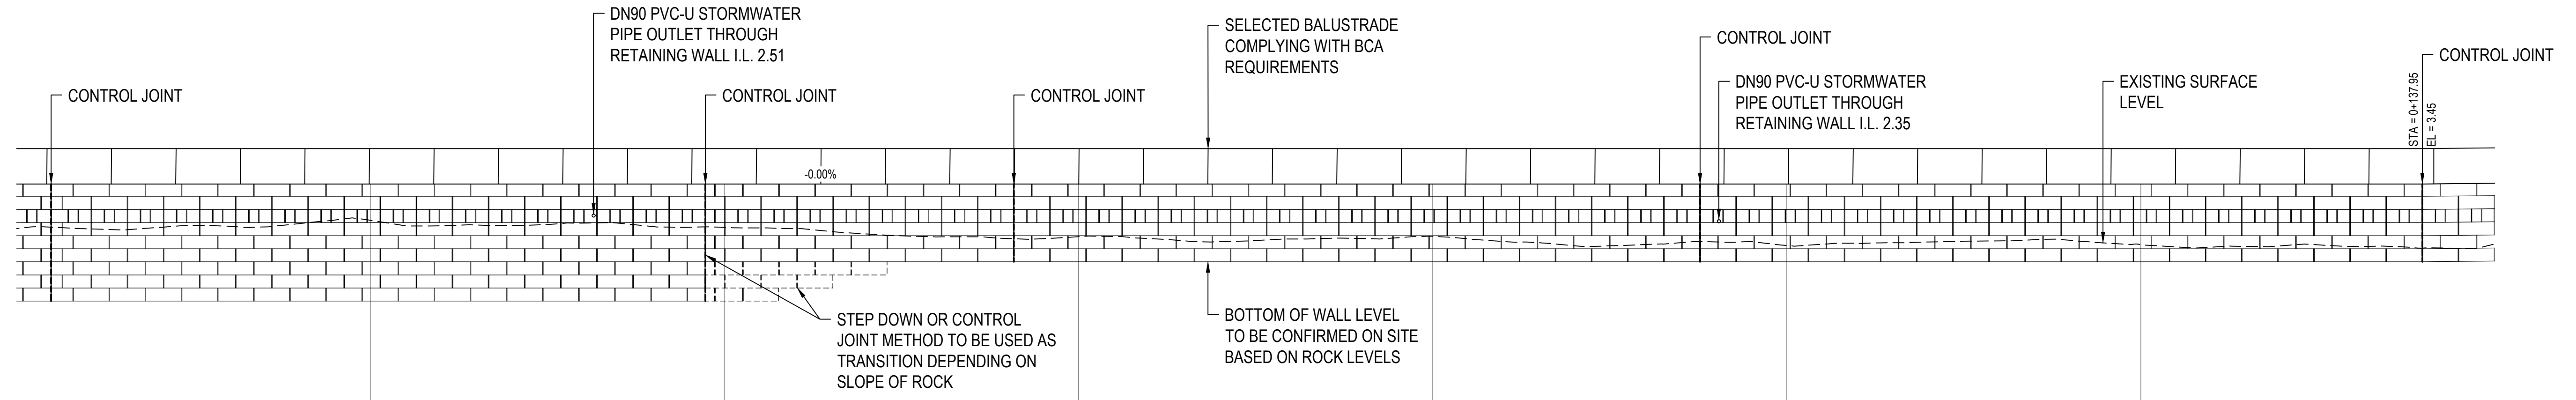 DN90 PVC-U STORMWATER
PIPE OUTLET THROUGH
RETAINING WALL I.L. 2.51
SELECTED BALUSTRADE
COMPLYING WITH BCA
REQUIREMENTS
CONTROL JOINT
CONTROL JOINT
CONTROL JOINT
CONTROL JOINT
CONTROL JOINT
DN90 PVC-U STORMWATER
PIPE OUTLET THROUGH
RETAINING WALL I.L. 2.35
EXISTING SURFACE
LEVEL
STA = 0+137.95
EL = 3.45
-0.00%
STEP DOWN OR CONTROL
JOINT METHOD TO BE USED AS
TRANSITION DEPENDING ON
SLOPE OF ROCK
BOTTOM OF WALL LEVEL
TO BE CONFIRMED ON SITE
BASED ON ROCK LEVELS